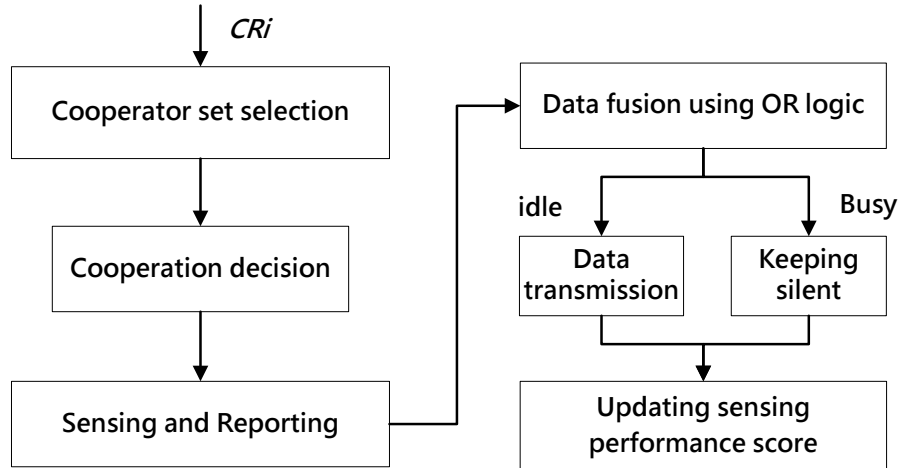 CRi
Cooperator set selection
Cooperation decision
Sensing and Reporting
Data fusion using OR logic
idle
Busy
Data
transmission
Keeping
silent
Updating sensing
performance score